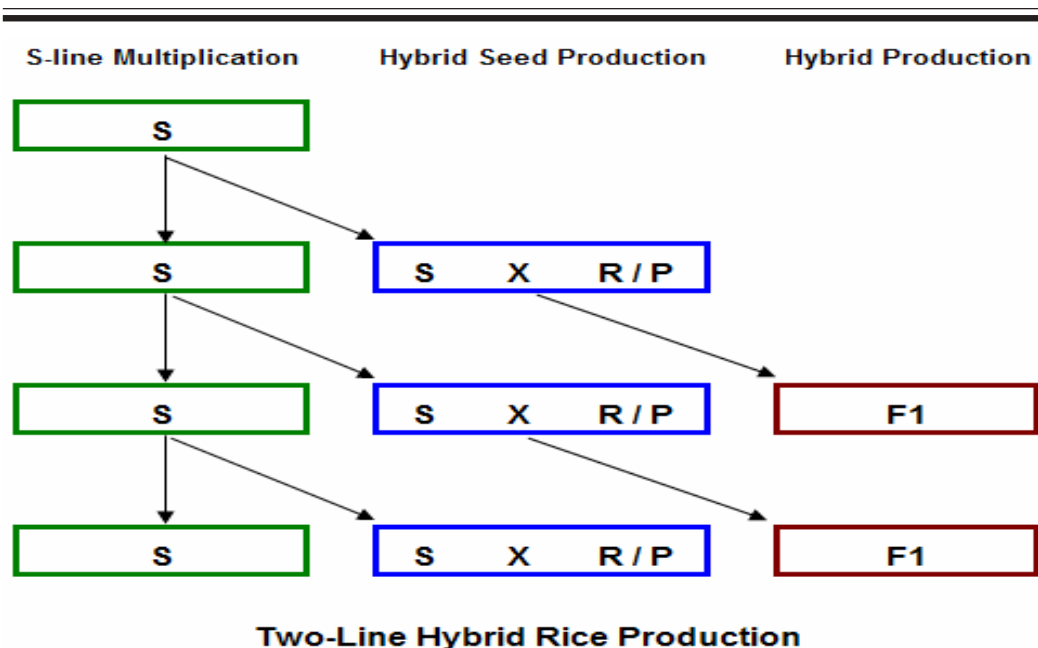 S-line Multiplication Hybrid Seed Production Hybrid Production
S
S S X R / P
S S X R / P F1
S S X R / P F1
Two-Line Hybrid Rice Production